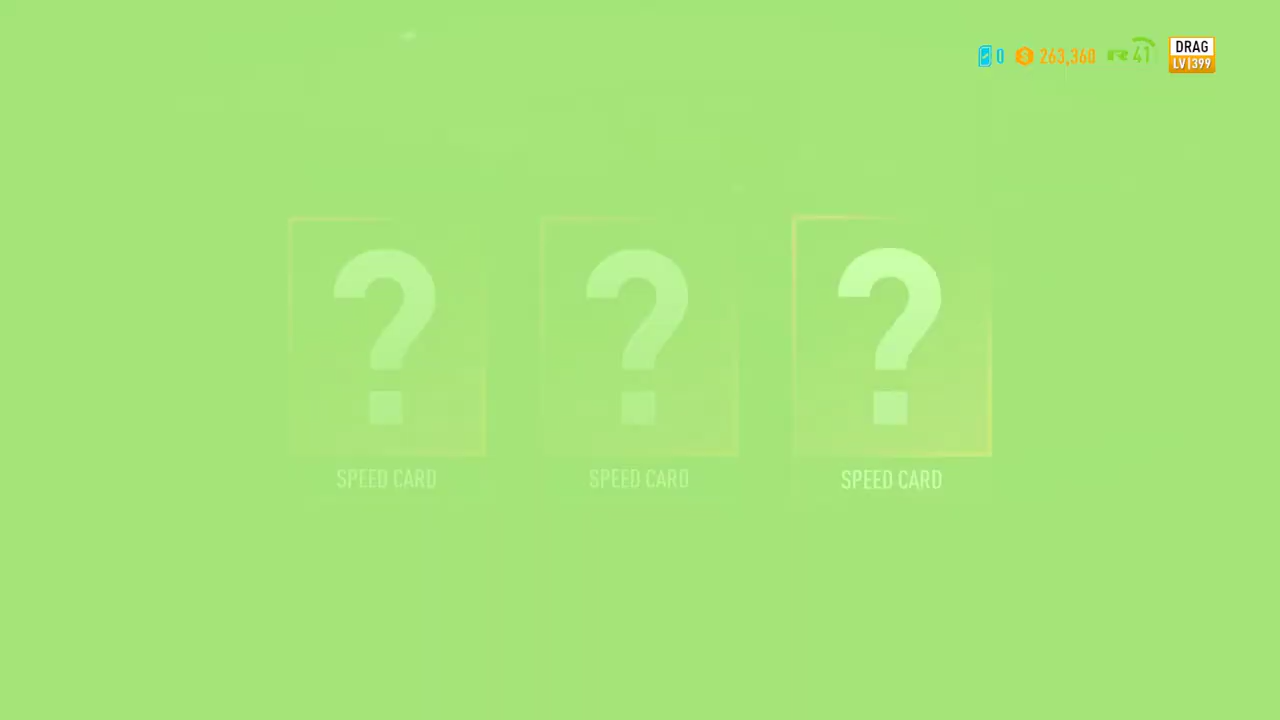 0 263,360 R 41 DRAG
LV|399
? ? ?
SPEED CARD SPEED CARD SPEED CARD